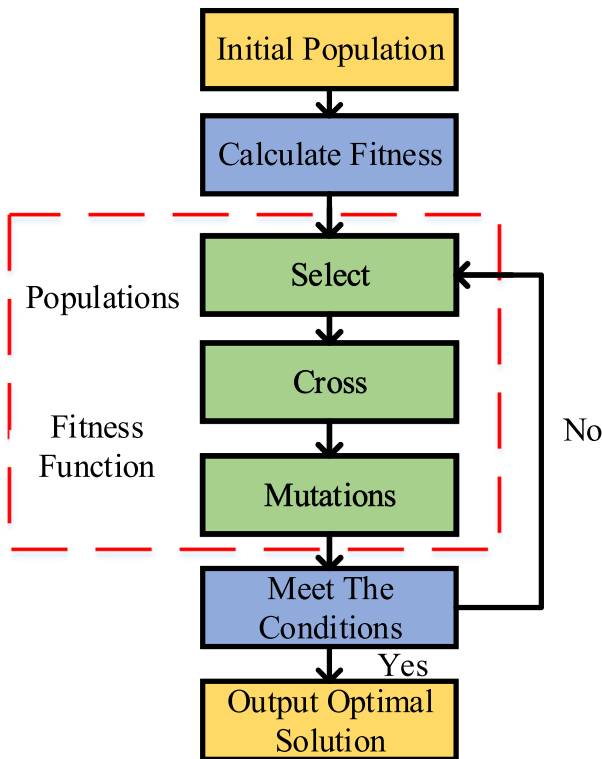 Initial Population
Calculate Fitness
Select
Populations
Cross
Fitness
Function
No
Mutations
Meet The
Conditions
Yes
Output Optimal
Solution